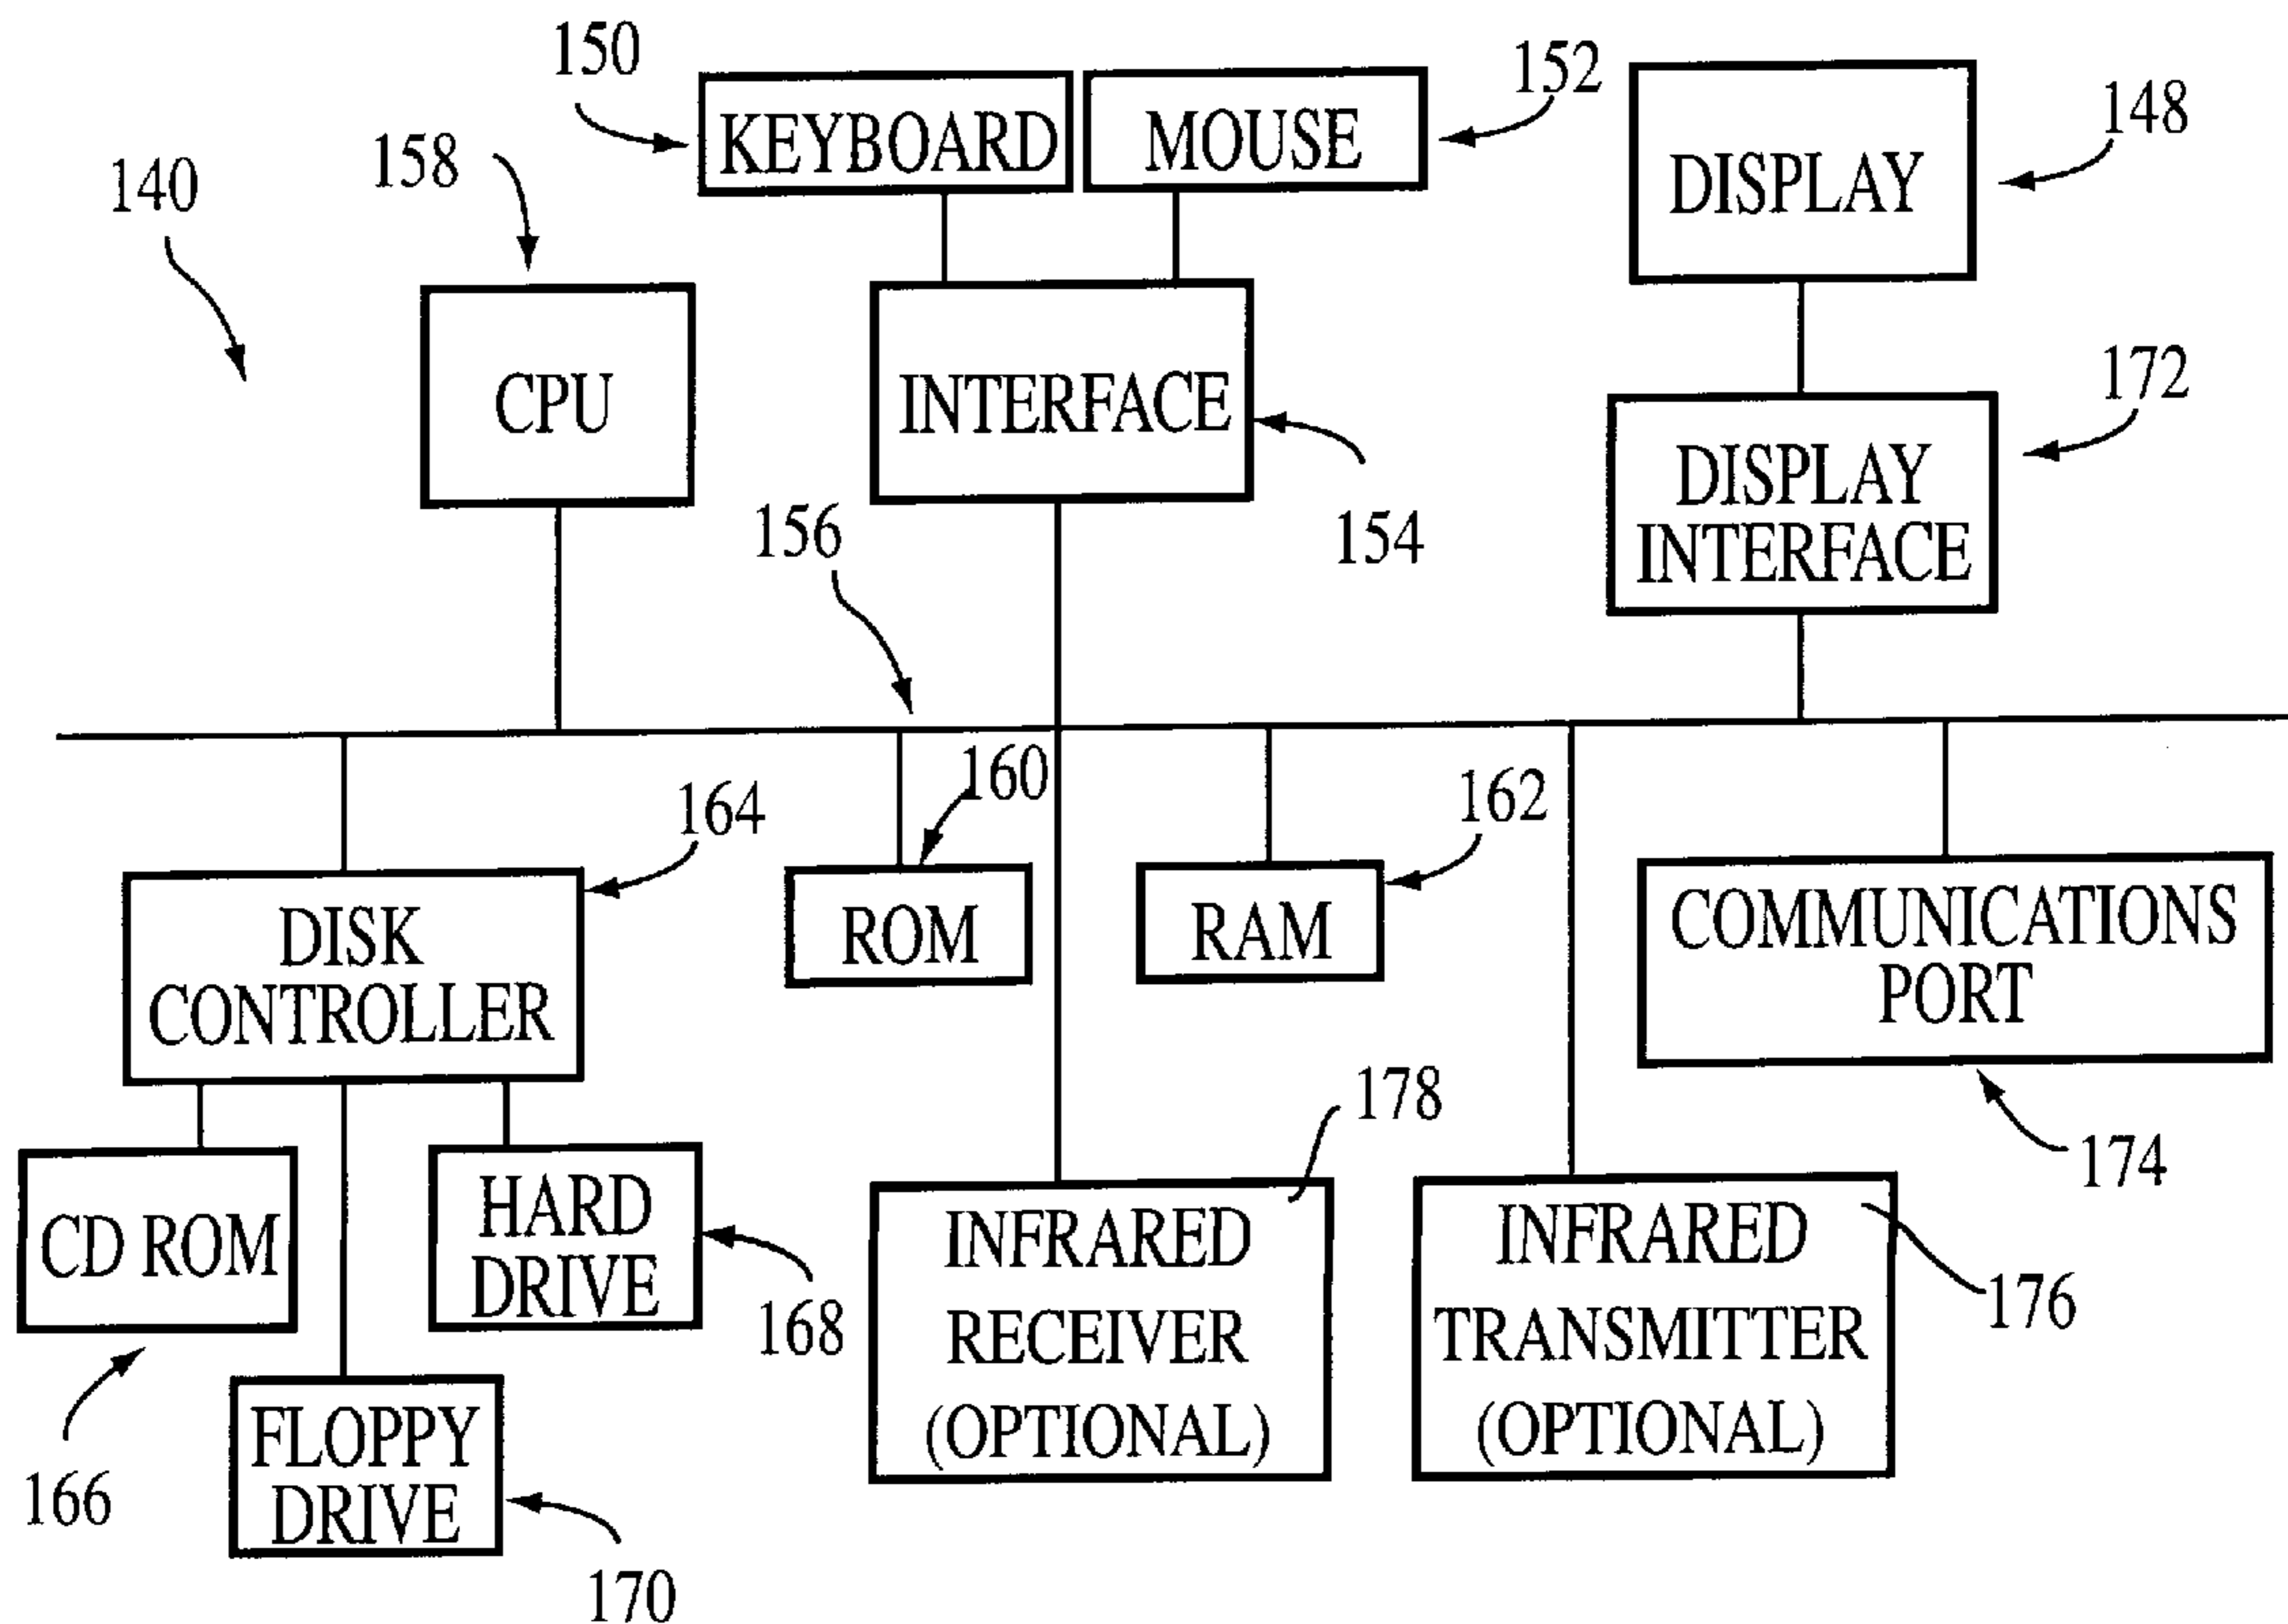 150
KEYBOARD
MOUSE
152
DISPLAY
148
158
140
CPU
INTERFACE
154
172
DISPLAY
INTERFACE
156
164
160
162
DISK
CONTROLLER
ROM
RAM
COMMUNICATIONS
PORT
174
CD ROM
166
HARD
DRIVE
168
FLOPPY
DRIVE
170
178
INFRARED
RECEIVER
(OPTIONAL)
INFRARED
TRANSMITTER
(OPTIONAL)
176